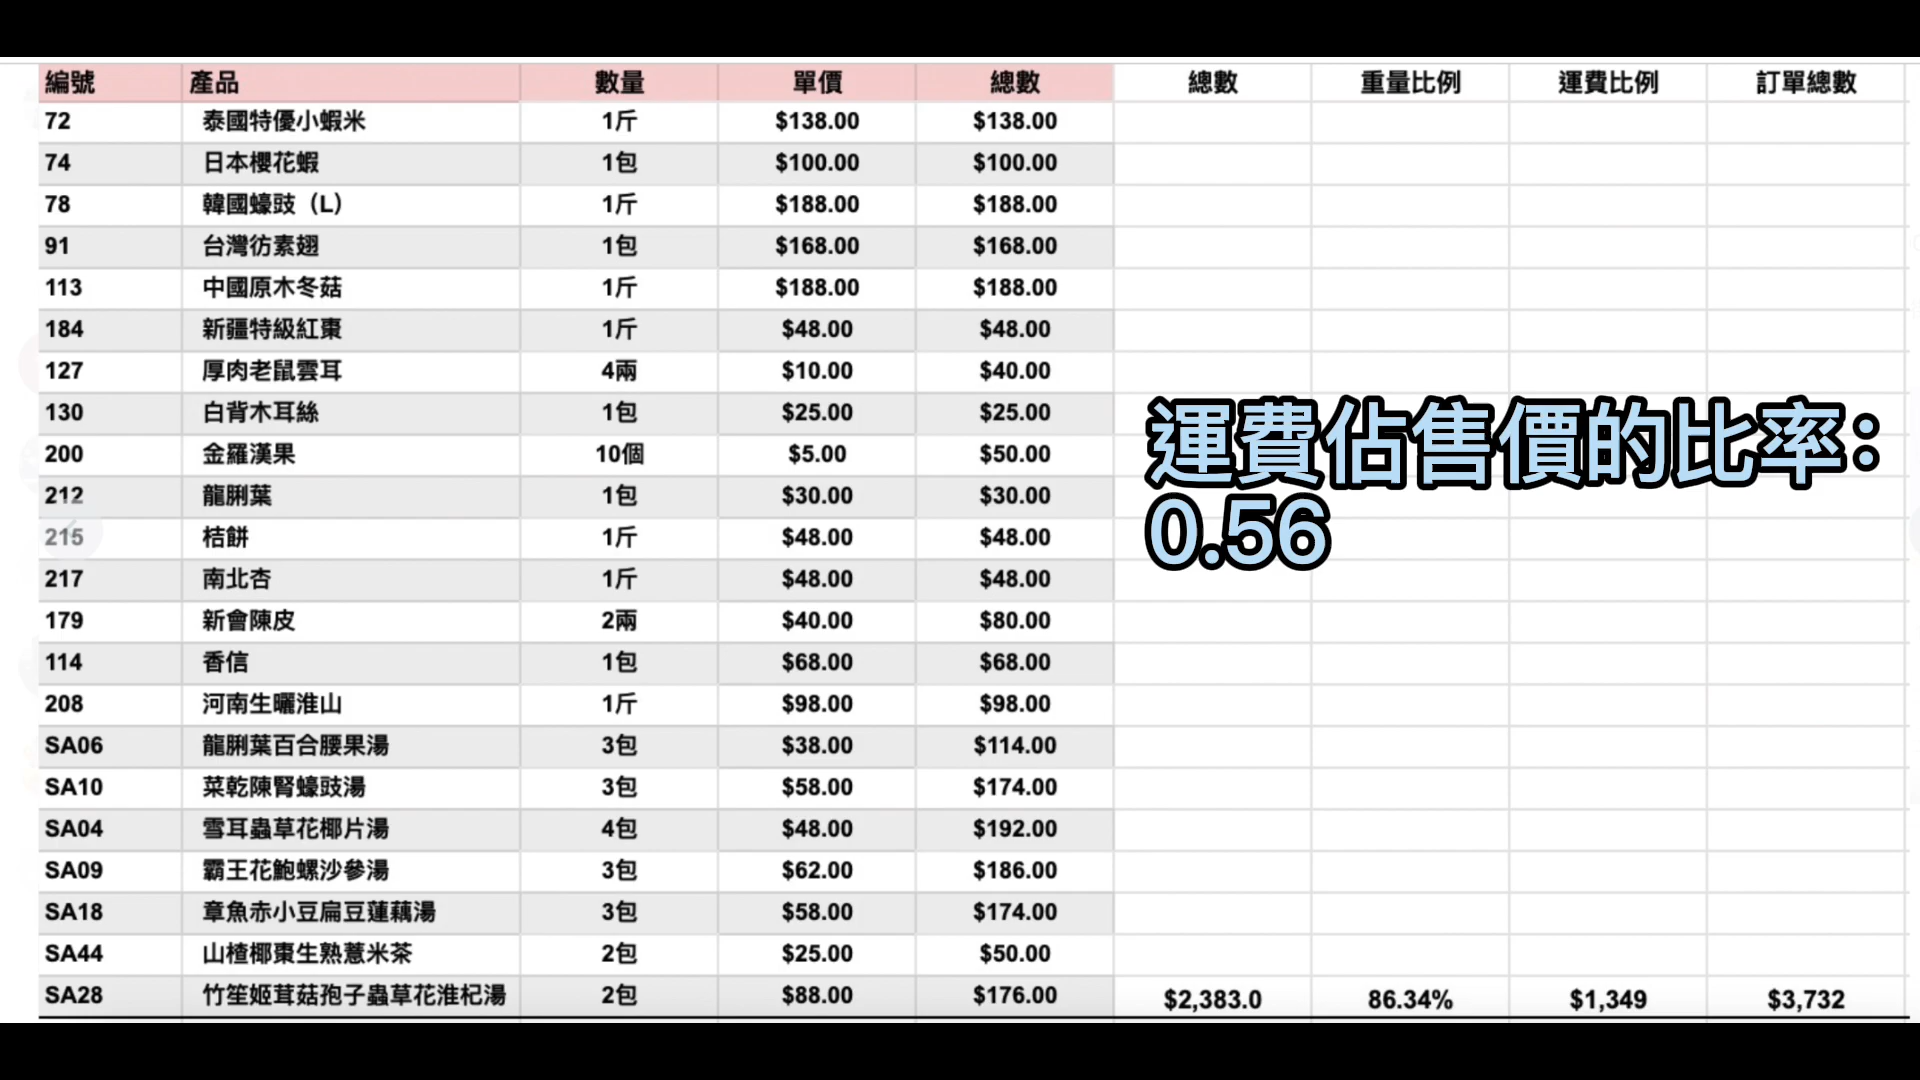 編號 產品 數量 單價 總數 總數 重量比例 運費比例 訂單總數
72 泰國特優小蝦米 1斤 $138.00 $138.00
74 日本櫻花蝦 1包 $100.00 $100.00
78 韓國蠔豉（L） 1斤 $188.00 $188.00
91 台灣彷素翅 1包 $168.00 $168.00
113 中國原木冬菇 1斤 $188.00 $188.00
184 新疆特級紅棗 1斤 $48.00 $48.00
127 厚肉老鼠雲耳 4兩 $10.00 $40.00
130 白背木耳絲 1包 $25.00 $25.00
200 金羅漢果 10個 $5.00 $50.00
212 龍脷葉 1包 $30.00 $30.00
215 桔餅 1斤 $48.00 $48.00
217 南北杏 1斤 $48.00 $48.00
179 新會陳皮 2兩 $40.00 $80.00
114 香信 1包 $68.00 $68.00
208 河南生曬淮山 1斤 $98.00 $98.00
SA06 龍脷葉百合腰果湯 3包 $38.00 $114.00
SA10 菜乾陳腎蠔豉湯 3包 $58.00 $174.00
SA04 雪耳蟲草花椰片湯 4包 $48.00 $192.00
SA09 霸王花鮑螺沙參湯 3包 $62.00 $186.00
SA18 章魚赤小豆扁豆蓮藕湯 3包 $58.00 $174.00
SA44 山楂椰棗生熟薏米茶 2包 $25.00 $50.00
SA28 竹笙姬茸菇孢子蟲草花淮杞湯 2包 $88.00 $176.00 $2,383.0 86.34% $1,349 $3,732
運費佔售價的比率：
0.56